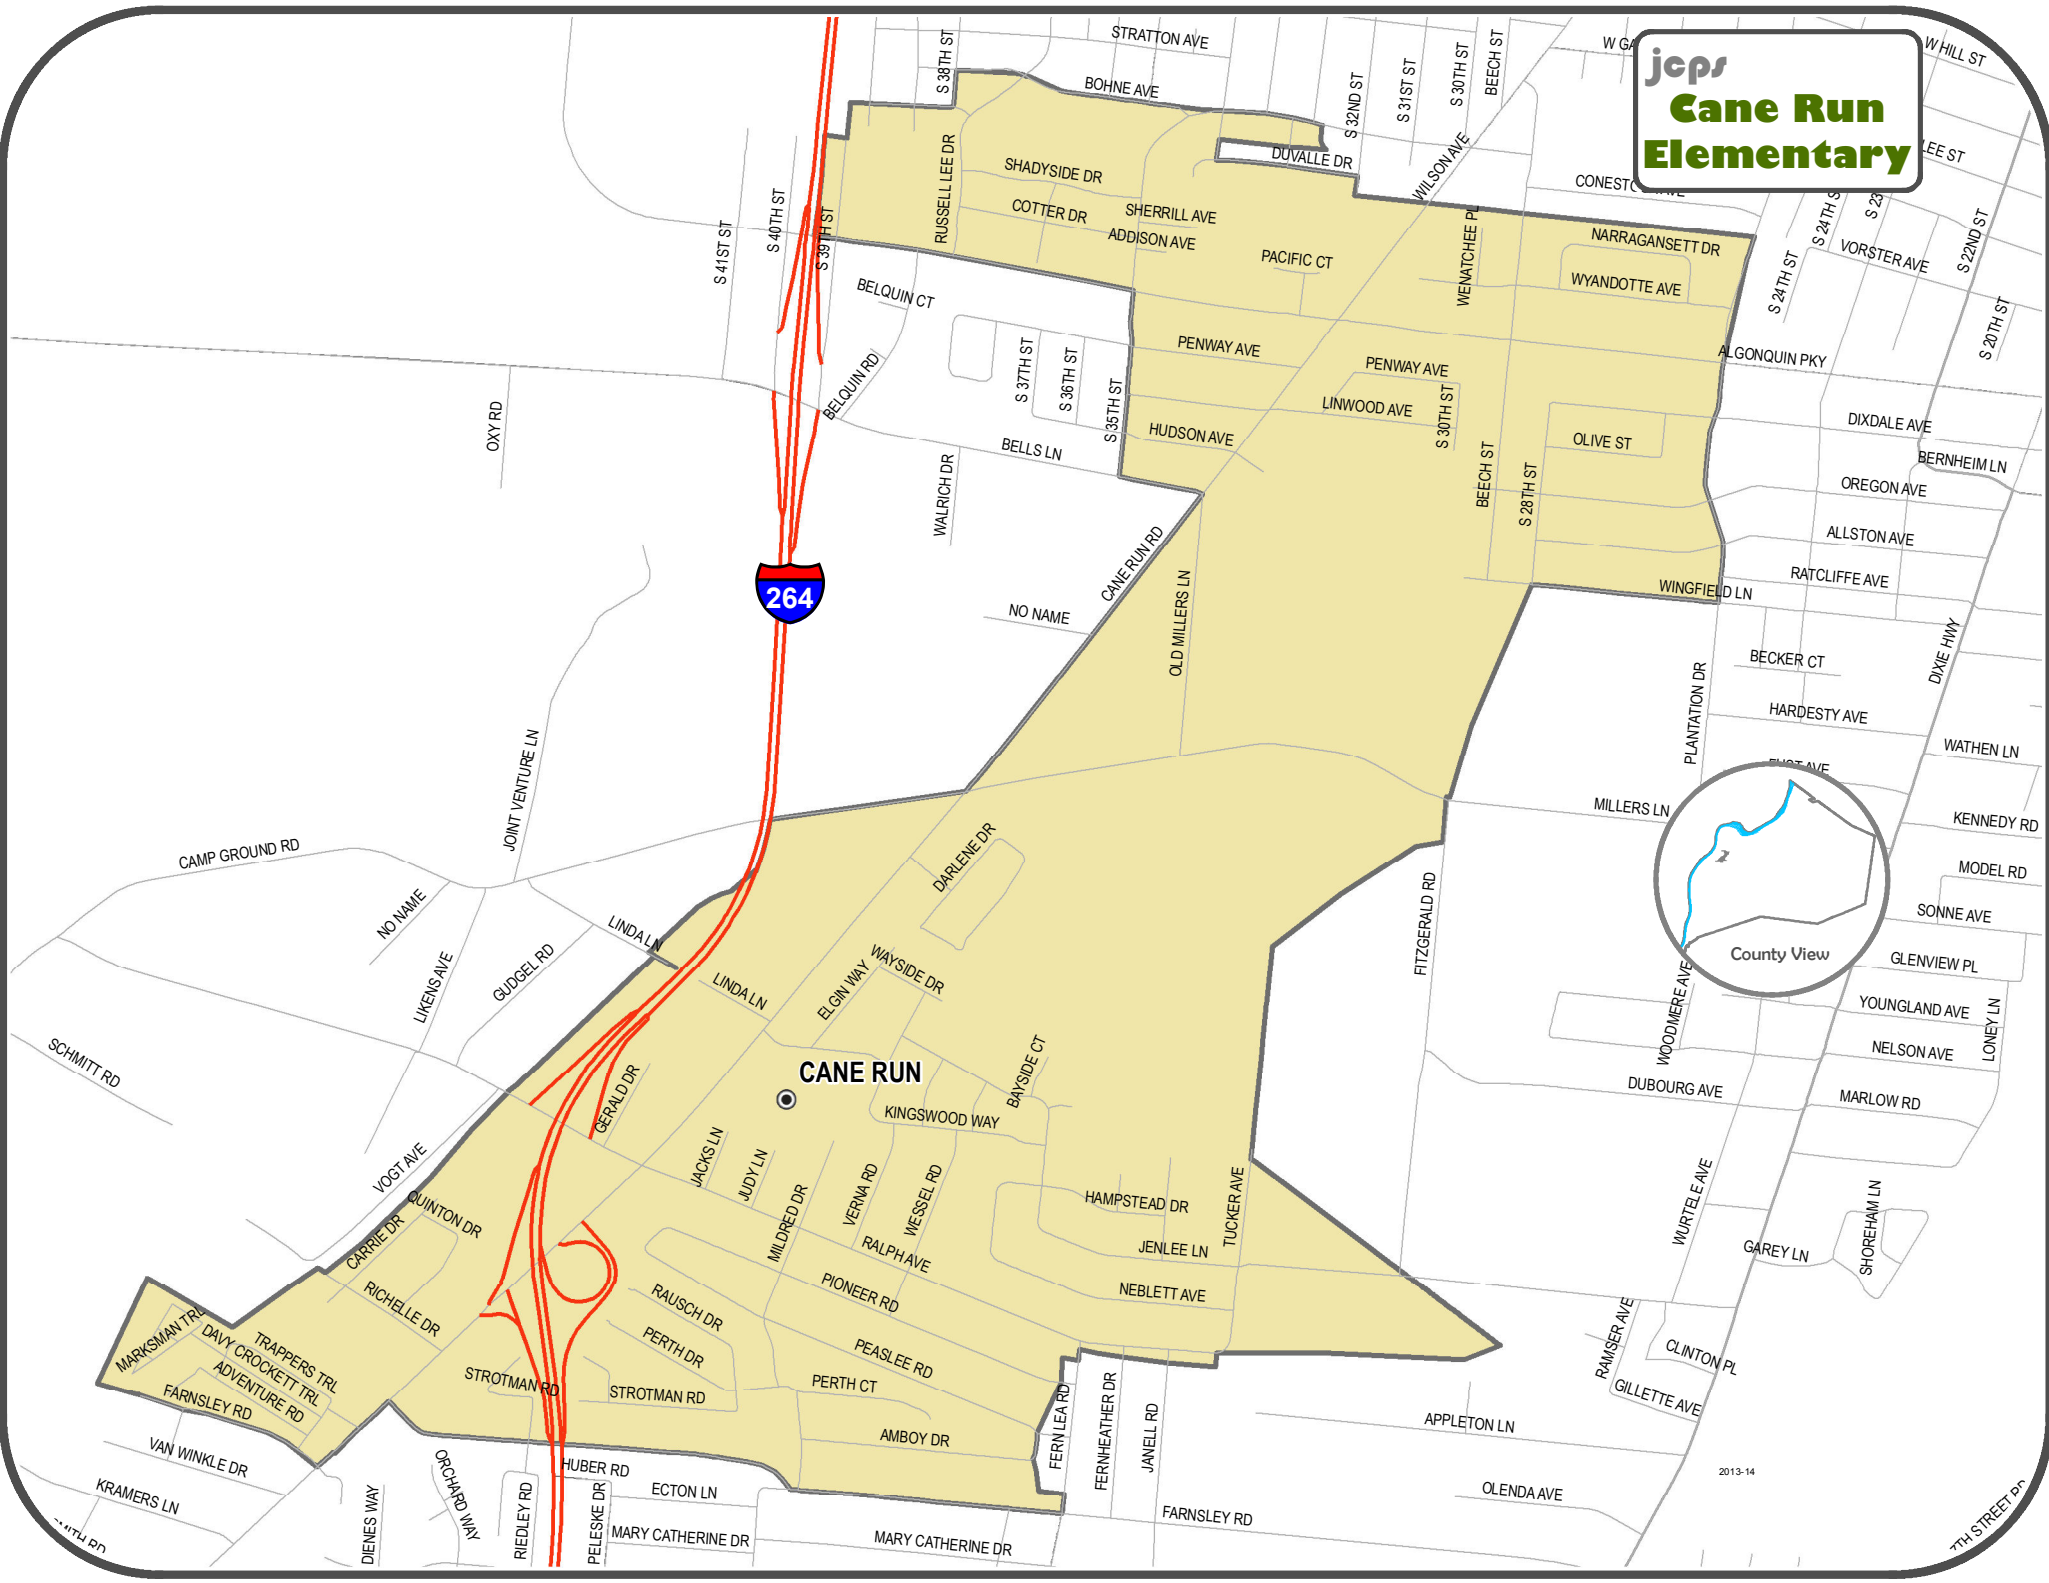 jcps
Cane Run
Elementary
STRATTON AVE
S 38TH ST
BOHNE AVE
S 32ND ST
S 31ST ST
S 30TH ST
BEECH ST
W HILL ST
WILSON AVE
DUVALLE DR
RUSSELL LEE DR
SHADYSIDE DR
COTTER DR
SHERRILL AVE
ADDISON AVE
PACIFIC CT
WENATCHEE PL
NARRAGANSETT DR
WYANDOTTE AVE
S 24TH S
VORSTER AVE
S 22ND ST
S 24TH ST
S 20TH ST
S 41ST ST
S 40TH ST
S 39TH ST
BELQUIN CT
BELQUIN RD
S 37TH ST
S 36TH ST
S 35TH ST
PENWAY AVE
PENWAY AVE
ALGONQUIN PKY
LINWOOD AVE
S 30TH ST
HUDSON AVE
OLIVE ST
DIXDALE AVE
BERNHEIM LN
OXY RD
BELLS LN
WALRICH DR
BEECH ST
S 28TH ST
OREGON AVE
ALLSTON AVE
RATCLIFFE AVE
WINGFIELD LN
264
CANE RUN RD
NO NAME
OLD MILLERS LN
BECKER CT
DIXIE HWY
PLANTATION DR
HARDESTY AVE
WATHEN LN
JOINT VENTURE LN
MILLERS LN
KENNEDY RD
CAMP GROUND RD
DARLENE DR
MODEL RD
NO NAME
FITZGERALD RD
SONNE AVE
County View
GLENVIEW PL
LIKENS AVE
GUDGEL RD
LINDA LN
LINDA LN
ELGIN WAY
WAYSIDE DR
YOUNGLAND AVE
LONEY LN
WOODMERE AVE
NELSON AVE
SCHMITT RD
CANE RUN
GERALD DR
BAYSIDE CT
KINGSWOOD WAY
DUBOURG AVE
MARLOW RD
VOGT AVE
JACKS LN
JUDY LN
MILDRED DR
VERNA RD
WESSEL RD
HAMPSTEAD DR
TUCKER AVE
WURTELE AVE
SHOREHAM LN
QUINTON DR
CARRIE DR
RALPH AVE
JENLEE LN
GAREY LN
RICHELLE DR
PIONEER RD
NEBLETT AVE
RAUSCH DR
PERTH DR
PEASLEE RD
RAMSER AVE
CLINTON PL
MARKSMAN TRL
TRAPPERS TRL
DAVY CROCKETT TRL
ADVENTURE RD
FARNSLEY RD
STROTMAN RD
STROTMAN RD
PERTH CT
GILLETTE AVE
AMBOY DR
FERN LEA RD
FERNHEATHER DR
JANELL RD
APPLETON LN
VAN WINKLE DR
ORCHARD WAY
HUBER RD
2013-14
KRAMERS LN
DIENES WAY
RIEDLEY RD
PELESKE DR
ECTON LN
OLENDA AVE
FARNSLEY RD
MARY CATHERINE DR
MARY CATHERINE DR